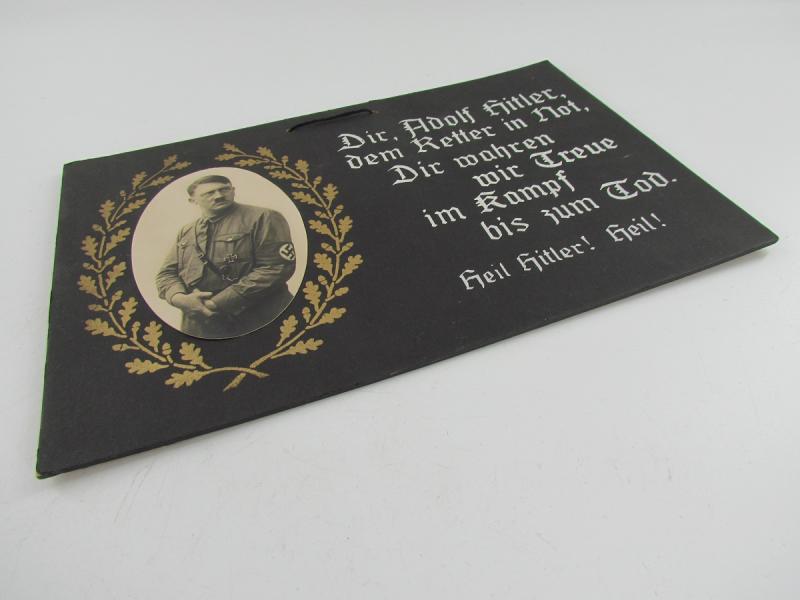 Dir, Adolf Hitler,
dem Retter in Not,
Dir wahren
wir Treue
im Kampf
bis zum Tod.
Heil Hitler! Heil!